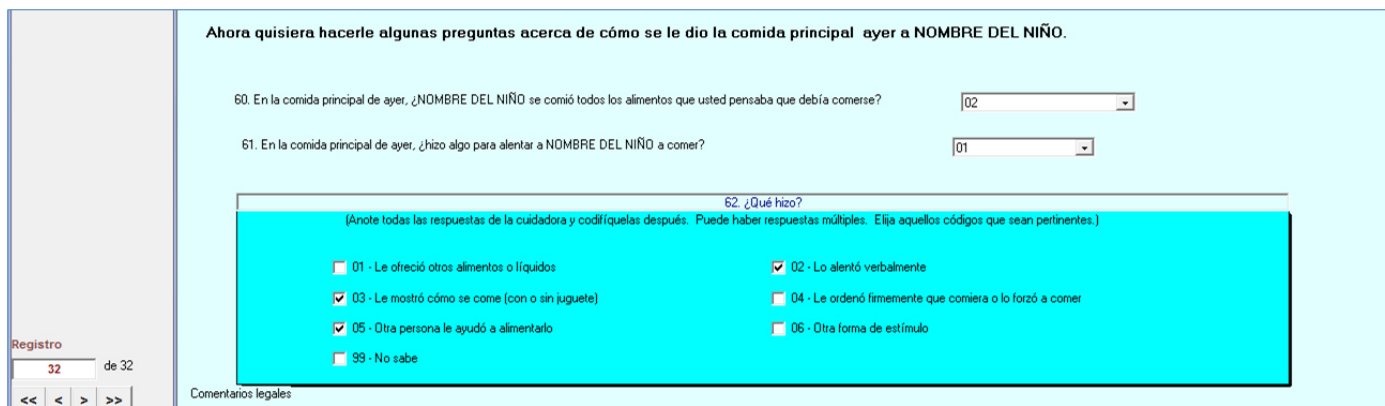 Ahora quisiera hacerle algunas preguntas acerca de cómo se le dio la comida principal ayer a NOMBRE DEL NIÑO.
60. En la comida principal de ayer, ¿NOMBRE DEL NIÑO se comió todos los alimentos que usted pensaba que debía comerse? 02
61. En la comida principal de ayer, ¿hizo algo para alentar a NOMBRE DEL NIÑO a comer? 01
62. ¿Qué hizo?
(Anote todas las respuestas de la cuidadora y codifíquelas después. Puede haber respuestas múltiples. Elija aquellos códigos que sean pertinentes.)
01 - Le ofreció otros alimentos o líquidos
02 - Lo alentó verbalmente
03 - Le mostró cómo se come (con o sin juguete)
04 - Le ordenó firmemente que comiera o lo forzó a comer
05 - Otra persona le ayudó a alimentarlo
06 - Otra forma de estímulo
99 - No sabe
Registro
32 de 32
<< < > >>
Comentarios legales